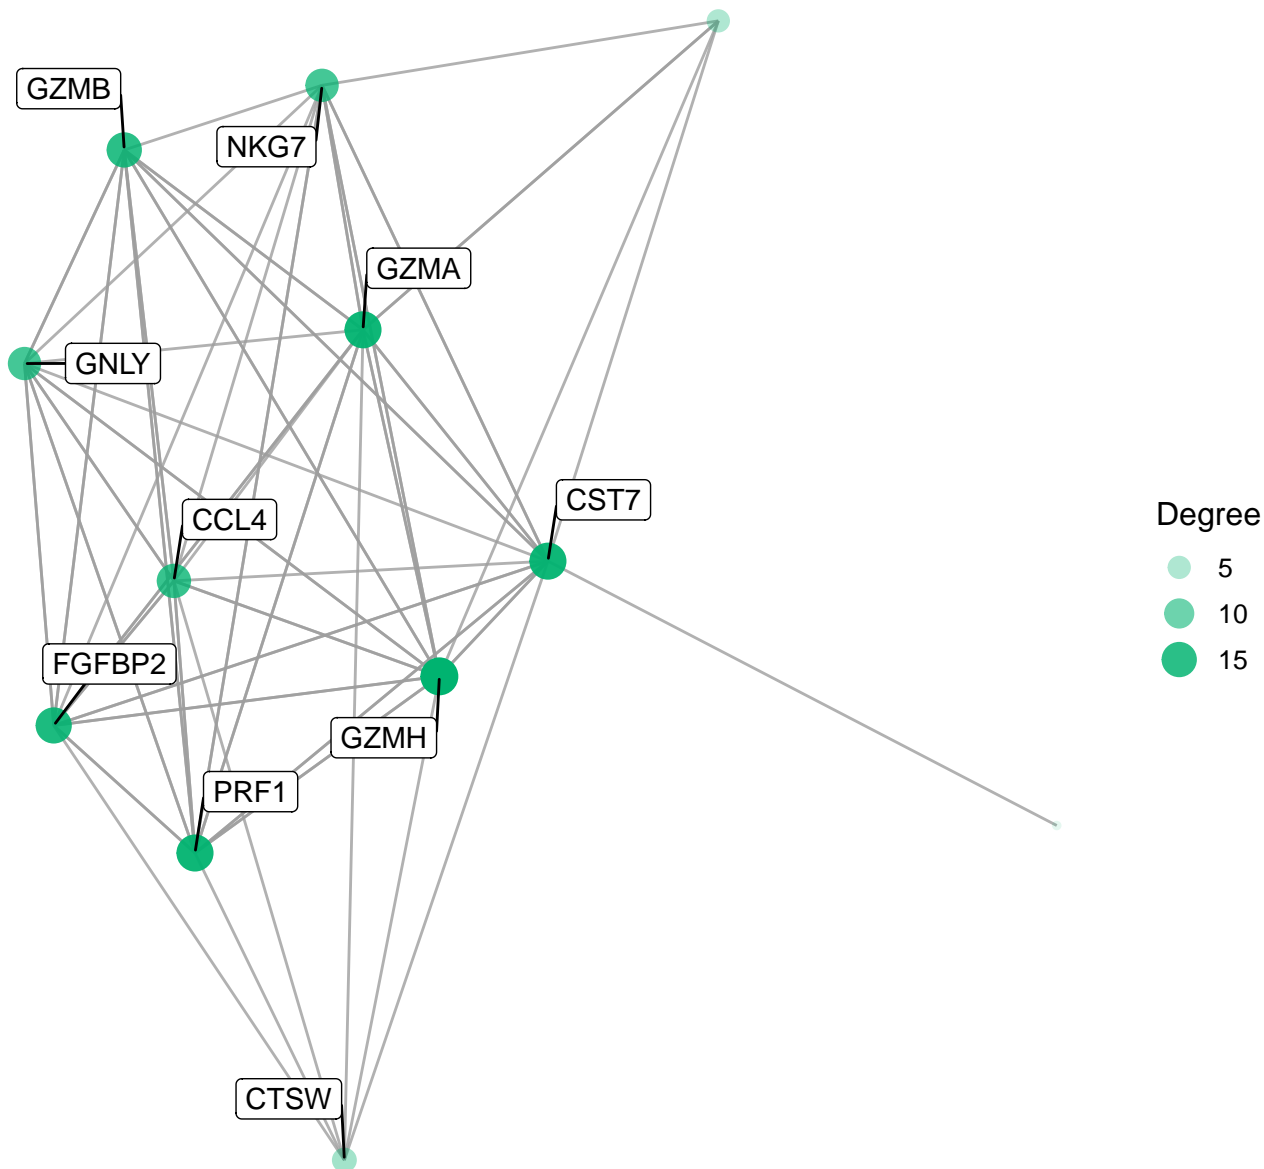 GZMB
NKG7
GZMA
GNLY
CST7
CCL4
FGFBP2
GZMH
PRF1
CTSW
Degree
5
10
15